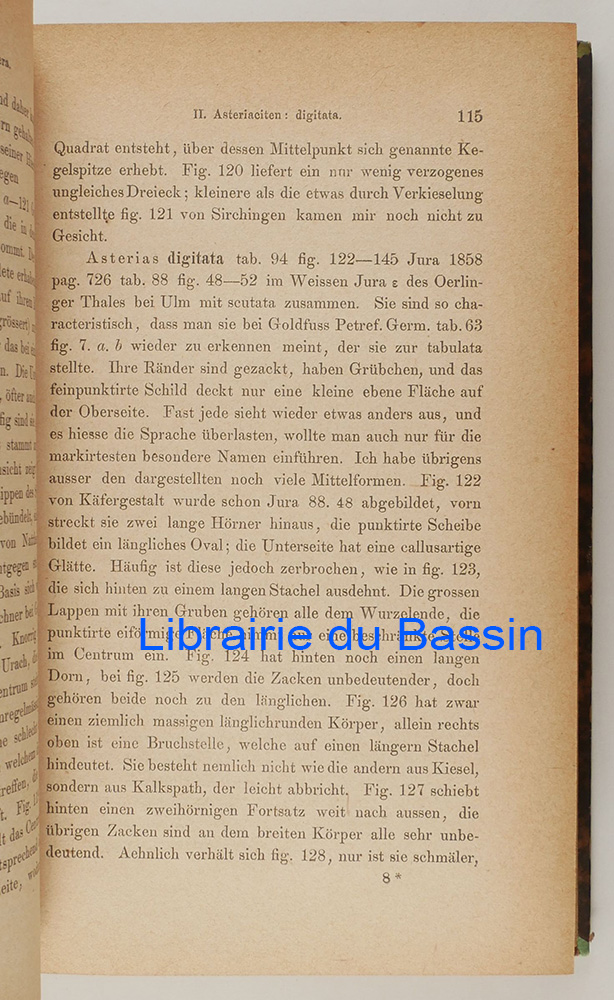 II. Asteriaciten: digitata. 115
Quadrat entsteht, über dessen Mittelpunkt sich genannte Ke-
gelspitze erhebt. Fig. 120 liefert ein nur wenig verzogenes
ungleiches Dreieck; kleinere als die etwas durch Verkieselung
entstellte fig. 121 von Sirchingen kamen mir noch nicht zu
Gesicht.
Asterias digitata tab. 94 fig. 122—145 Jura 1858
pag. 726 tab. 88 fig. 48—52 im Weissen Jura ε des Oerlin-
ger Thales bei Ulm mit scutata zusammen. Sie sind so cha-
racteristisch, dass man sie bei Goldfuss Petref. Germ. tab. 63
fig. 7. a. b wieder zu erkennen meint, der sie zur tabulata
stellte. Ihre Ränder sind gezackt, haben Grübchen, und das
feinpunktirte Schild deckt nur eine kleine ebene Fläche auf
der Oberseite. Fast jede sieht wieder etwas anders aus, und
es hiesse die Sprache überlasten, wollte man auch nur für die
markirtesten besondere Namen einführen. Ich habe übrigens
ausser den dargestellten noch viele Mittelformen. Fig. 122
von Käfergestalt wurde schon Jura 88. 48 abgebildet, vorn
streckt sie zwei lange Hörner hinaus, die punktirte Scheibe
bildet ein längliches Oval; die Unterseite hat eine callusartige
Glätte. Häufig ist diese jedoch zerbrochen, wie in fig. 123,
die sich hinten zu einem langen Stachel ausdehnt. Die grossen
Lappen mit ihren Gruben gehören alle dem Wurzelende, die
punktirte eiförmige Fläche nimmt nur eine beschränkte Stelle
Librairie du Bassin
im Centrum ein. Fig. 124 hat hinten noch einen langen
Dorn, bei fig. 125 werden die Zacken unbedeutender, doch
gehören beide noch zu den länglichen. Fig. 126 hat zwar
einen ziemlich massigen länglichrunden Körper, allein rechts
oben ist eine Bruchstelle, welche auf einen längern Stachel
hindeutet. Sie besteht nemlich nicht wie die andern aus Kiesel,
sondern aus Kalkspath, der leicht abbricht. Fig. 127 schiebt
hinten einen zweihörnigen Fortsatz weit nach aussen, die
übrigen Zacken sind an dem breiten Körper alle sehr unbe-
deutend. Aehnlich verhält sich fig. 128, nur ist sie schmäler,
8*